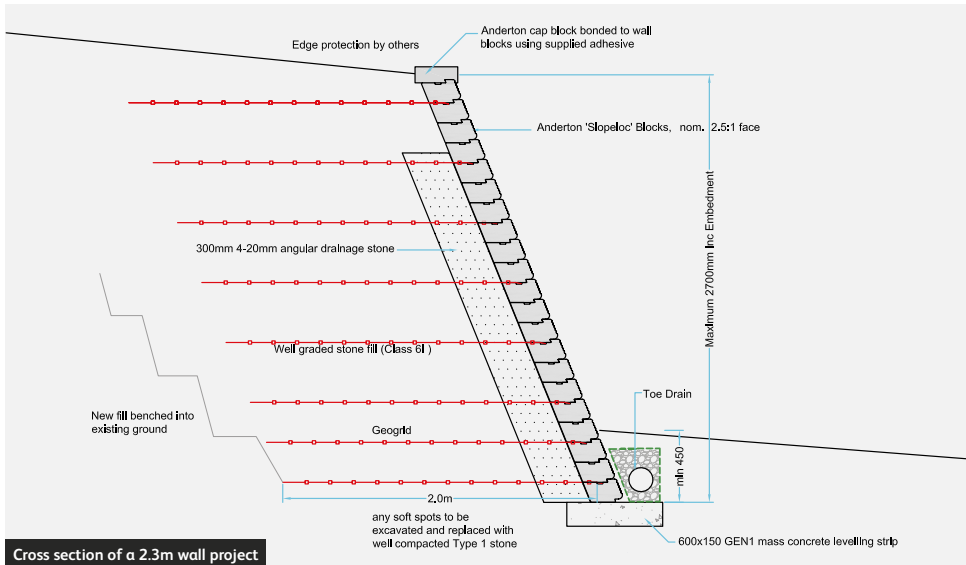 Edge protection by others
Anderton cap block bonded to wall
blocks using supplied adhesive
Anderton 'Slopeloc' Blocks, nom. 2.5:1 face
300mm 4-20mm angular drainage stone
Maximum 2700mm Inc Embedment
Well graded stone fill (Class 6I )
New fill benched into
existing ground
Geogrid
Toe Drain
min 450
2.0m
any soft spots to be
excavated and replaced with
well compacted Type 1 stone
600x150 GEN1 mass concrete levelling strip
Cross section of a 2.3m wall project